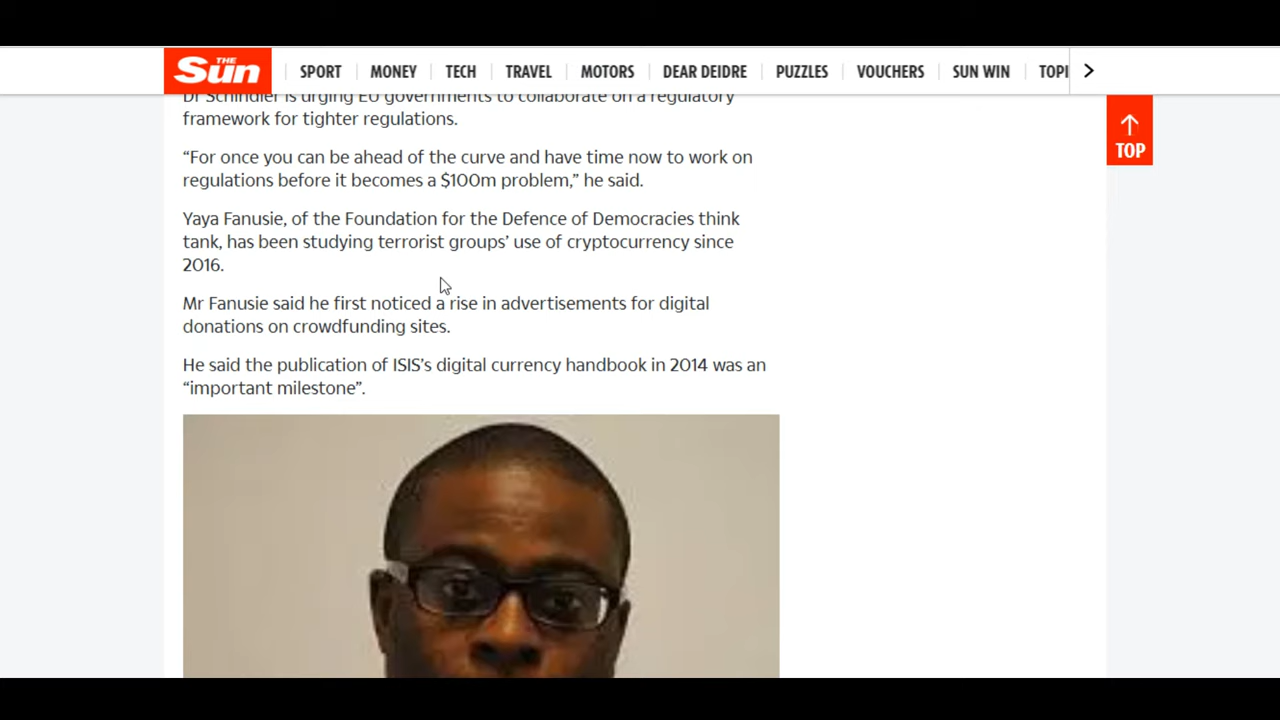 THE
Sun
SPORT MONEY TECH TRAVEL MOTORS DEAR DEIDRE PUZZLES VOUCHERS SUN WIN TOPI
TOP
Dr Schindler is urging EU governments to collaborate on a regulatory
framework for tighter regulations.
“For once you can be ahead of the curve and have time now to work on
regulations before it becomes a $100m problem,” he said.
Yaya Fanusie, of the Foundation for the Defence of Democracies think
tank, has been studying terrorist groups’ use of cryptocurrency since
2016.
Mr Fanusie said he first noticed a rise in advertisements for digital
donations on crowdfunding sites.
He said the publication of ISIS’s digital currency handbook in 2014 was an
“important milestone”.